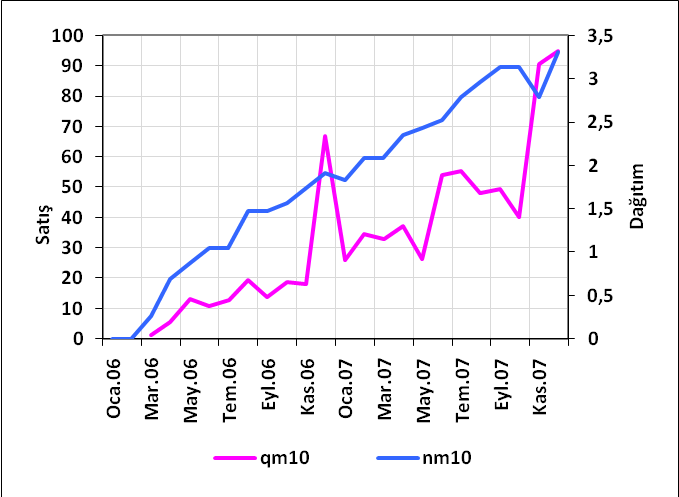 100
90
80
70
60
50
40
30
20
10
0
Satış
3,5
3
2,5
2
1,5
1
0,5
0
Dağıtım
Oca.06
Mar.06
May.06
Tem.06
Eyl.06
Kas.06
Oca.07
Mar.07
May.07
Tem.07
Eyl.07
Kas.07
qm10
nm10